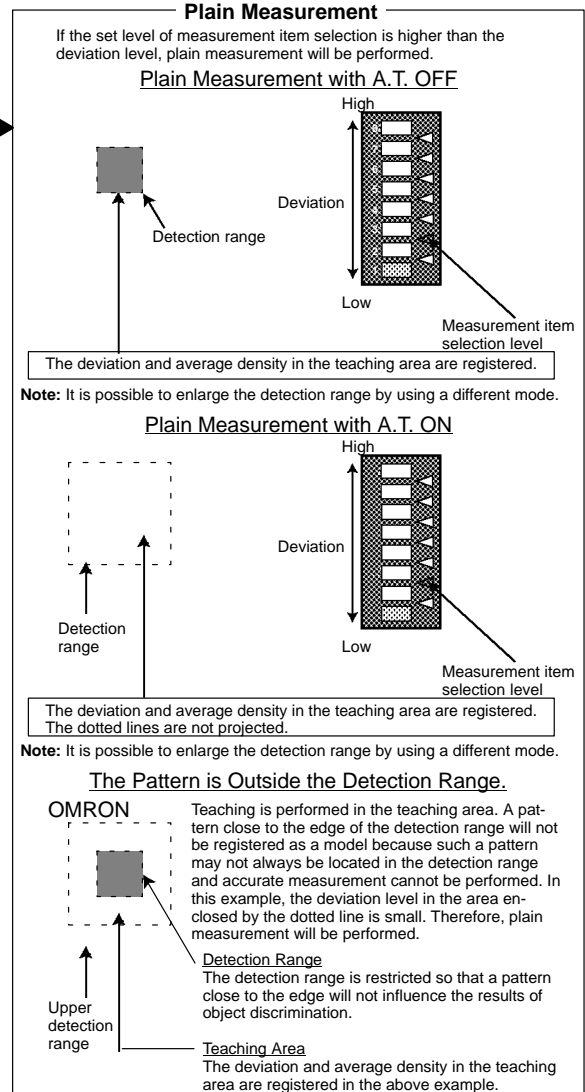 Plain Measurement
If the set level of measurement item selection is higher than the
deviation level, plain measurement will be performed.
Plain Measurement with A.T. OFF
High
Deviation
Detection range
Low
Measurement item
selection level
The deviation and average density in the teaching area are registered.
Note: It is possible to enlarge the detection range by using a different mode.
Plain Measurement with A.T. ON
High
Deviation
Detection
range
Low
Measurement item
selection level
The deviation and average density in the teaching area are registered.
The dotted lines are not projected.
Note: It is possible to enlarge the detection range by using a different mode.
The Pattern is Outside the Detection Range.
OMRON
Teaching is performed in the teaching area. A pat-
tern close to the edge of the detection range will not
be registered as a model because such a pattern
may not always be located in the detection range
and accurate measurement cannot be performed. In
this example, the deviation level in the area en-
closed by the dotted line is small. Therefore, plain
measurement will be performed.
Detection Range
The detection range is restricted so that a pattern
close to the edge will not influence the results of
object discrimination.
Upper
detection
range
Teaching Area
The deviation and average density in the teaching
area are registered in the above example.